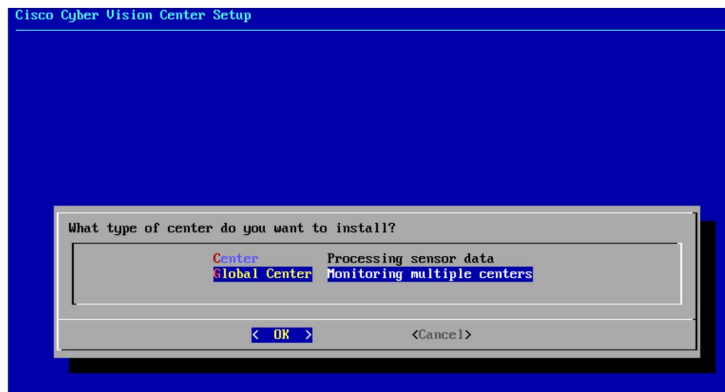 Cisco Cyber Vision Center Setup
What type of center do you want to install?
Center Processing sensor data
Global Center Monitoring multiple centers
< OK > <Cancel>